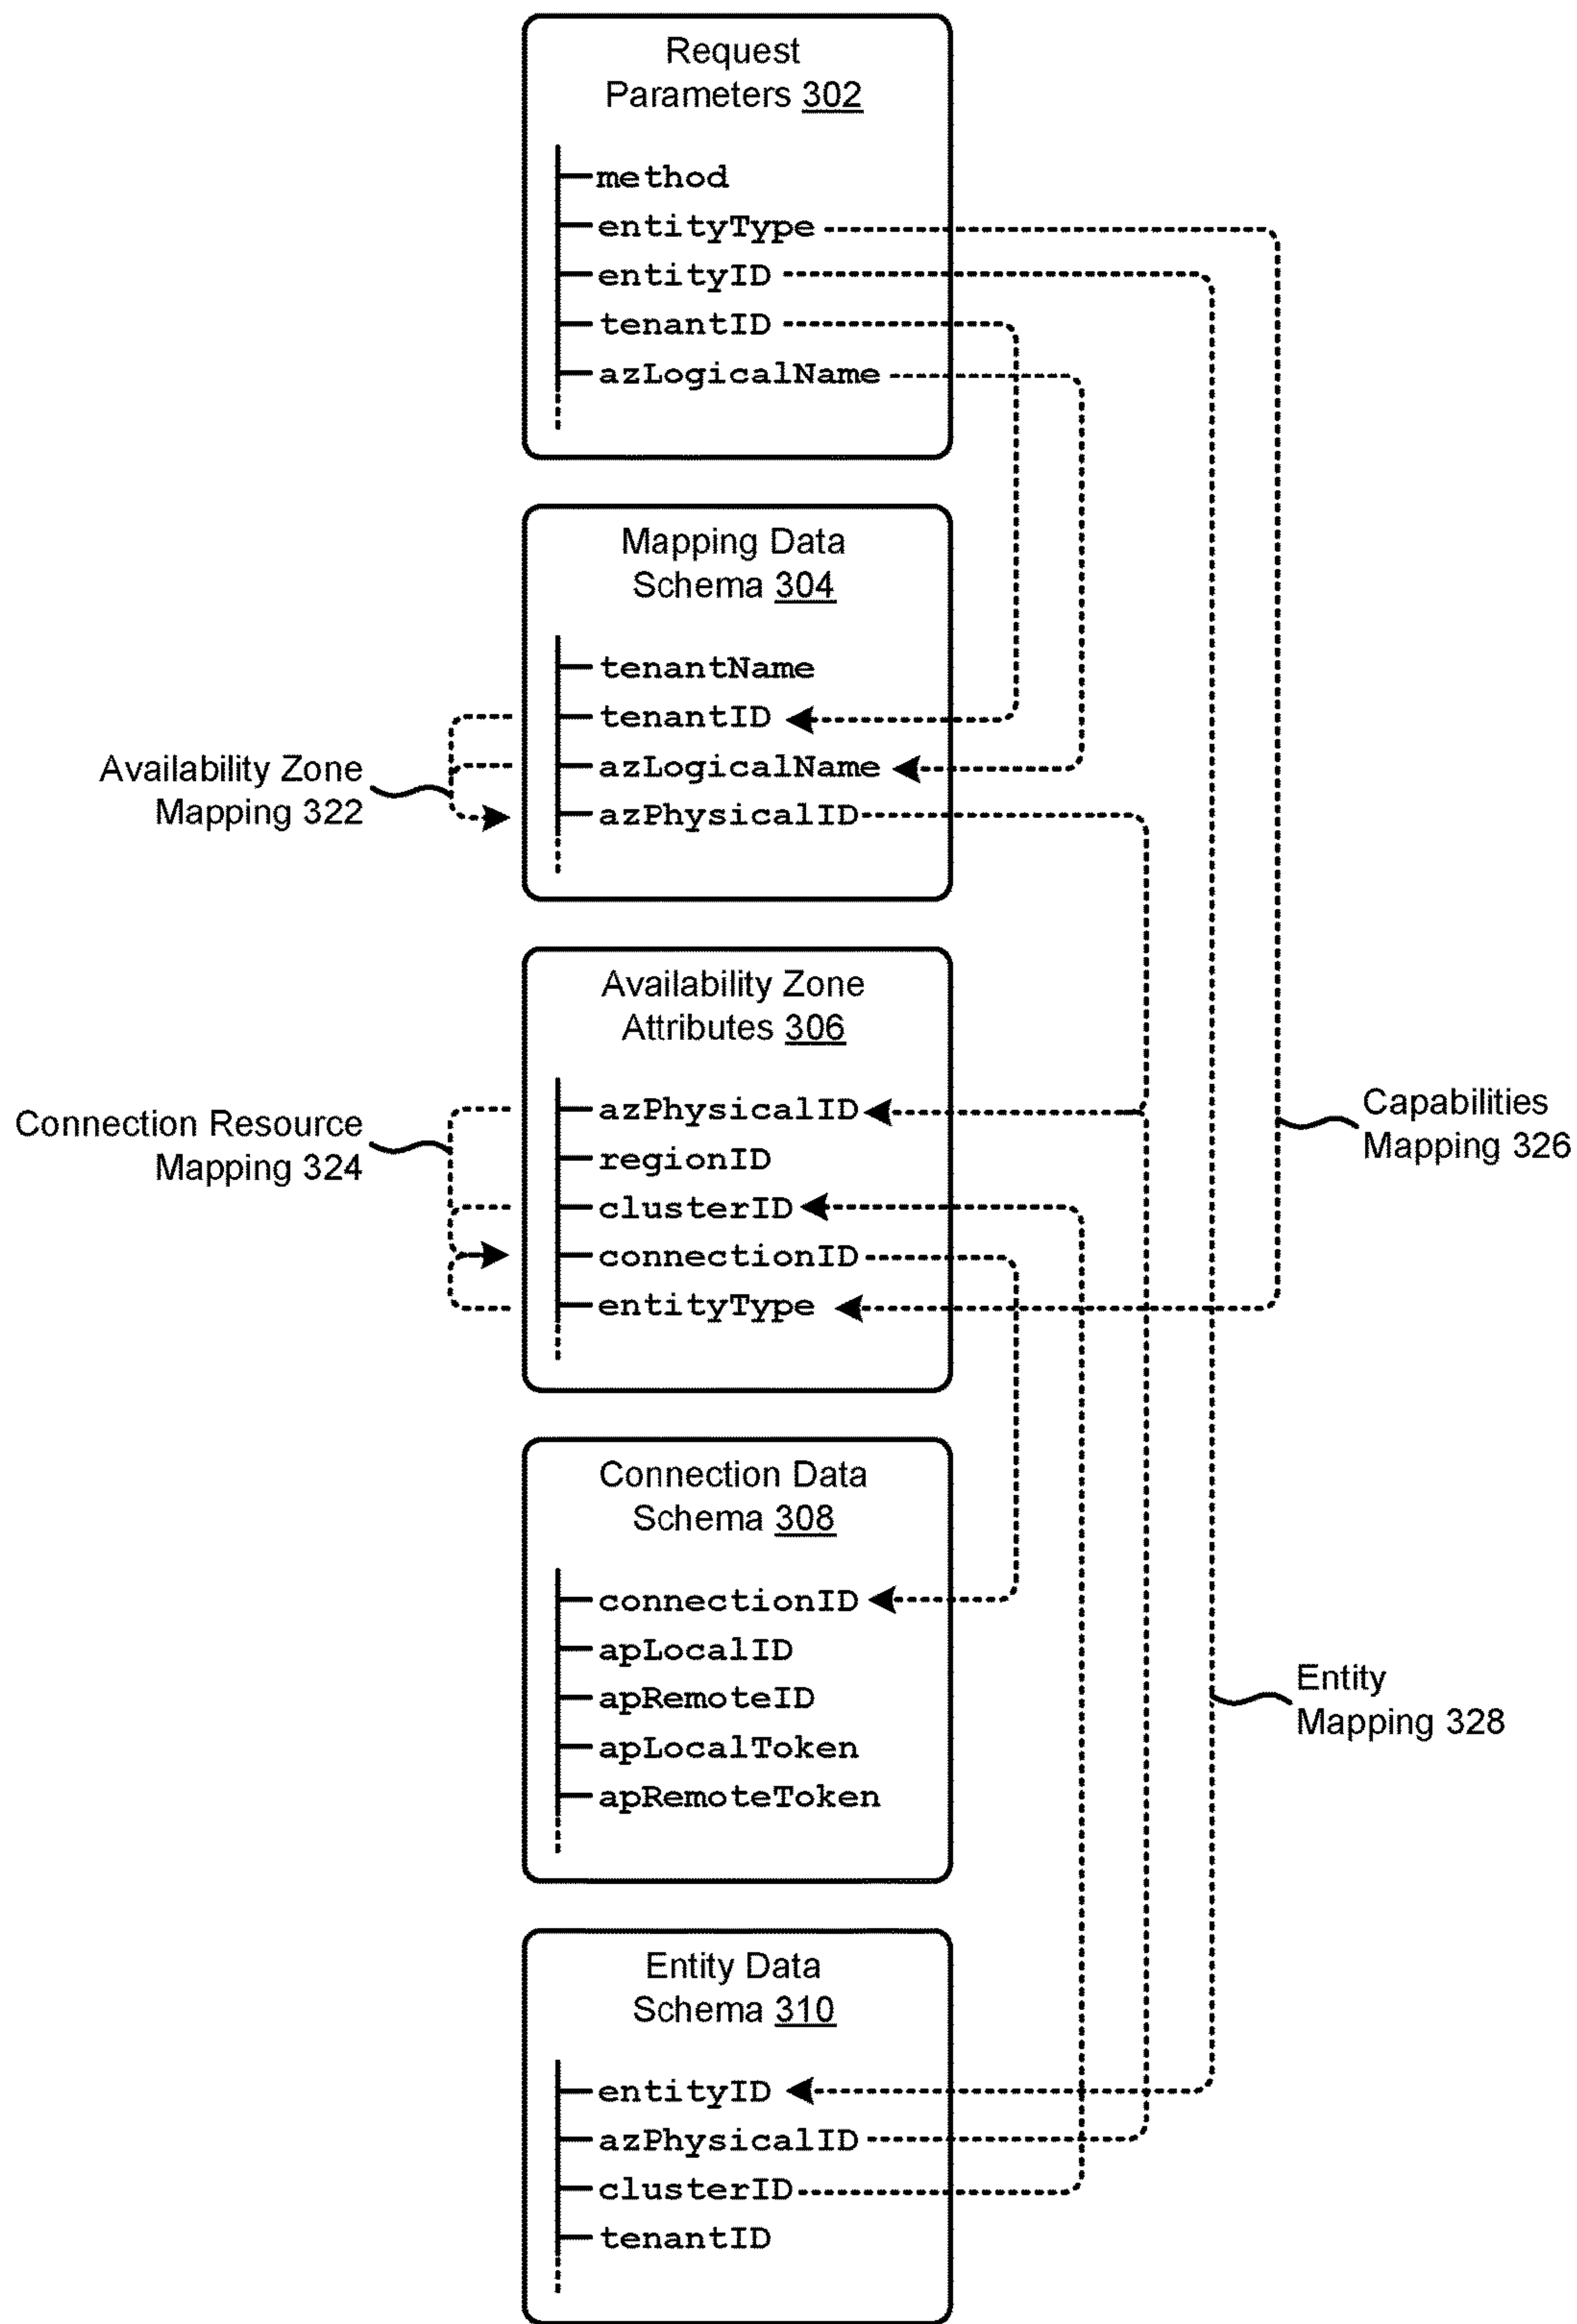 Request
Parameters 302
method
entityType
entityID
tenantID
azLogicalName
Mapping Data
Schema 304
tenantName
tenantID
azLogicalName
azPhysicalID
Availability Zone
Mapping 322
Availability Zone
Attributes 306
azPhysicalID
regionID
clusterID
connectionID
entityType
Connection Resource
Mapping 324
Capabilities
Mapping 326
Connection Data
Schema 308
connectionID
apLocalID
apRemoteID
apLocalToken
apRemoteToken
Entity
Mapping 328
Entity Data
Schema 310
entityID
azPhysicalID
clusterID
tenantID